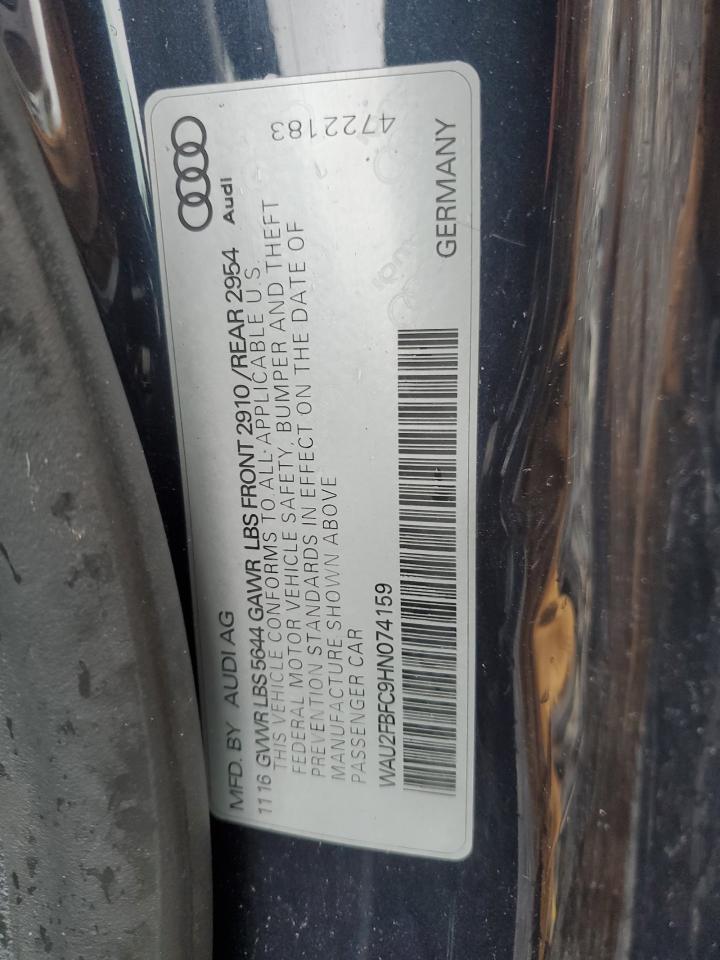 MFD. BY AUDI AG
11 16 GVWR LBS 5644 GAWR LBS FRONT 2910/REAR 2954
Audi
THIS VEHICLE CONFORMS TO ALL APPLICABLE U.S.
FEDERAL MOTOR VEHICLE SAFETY, BUMPER AND THEFT
PREVENTION STANDARDS IN EFFECT ON THE DATE OF
MANUFACTURE SHOWN ABOVE
PASSENGER CAR
4722183
WAU2FBFC9HN074159
GERMANY